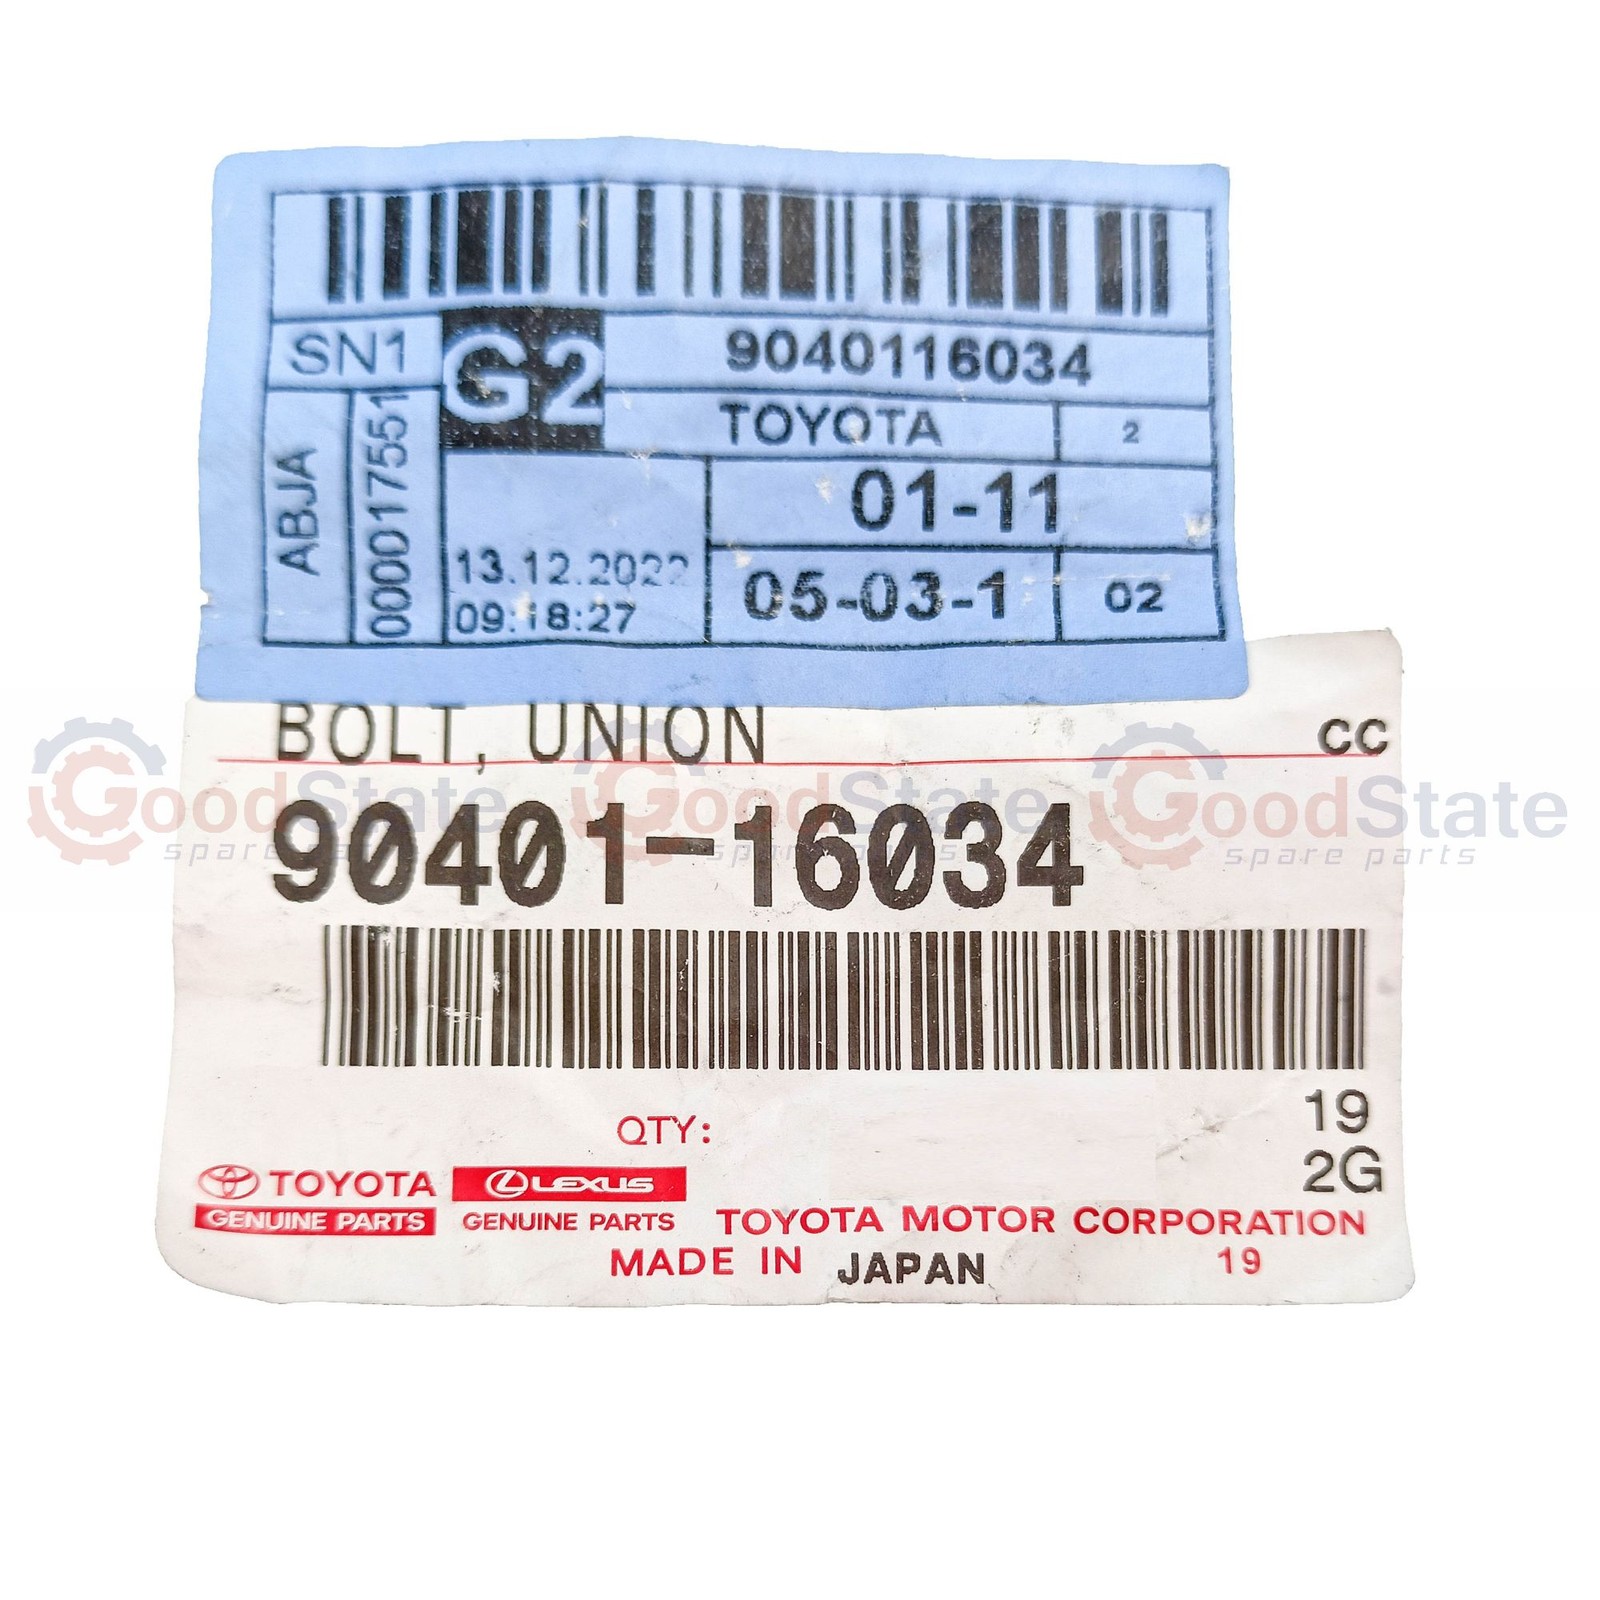 SN1
G2
9040116034
TOYOTA
2
ABJA
0000175551
01-11
13.12.2022
09:18:27
05-03-1
02
BOLT, UNION
CC
90401-16034
GoodState
spare parts
GoodState
spare parts
GoodState
spare parts
QTY:
19
2G
TOYOTA
GENUINE PARTS
LEXUS
GENUINE PARTS
TOYOTA MOTOR CORPORATION
MADE IN JAPAN
19